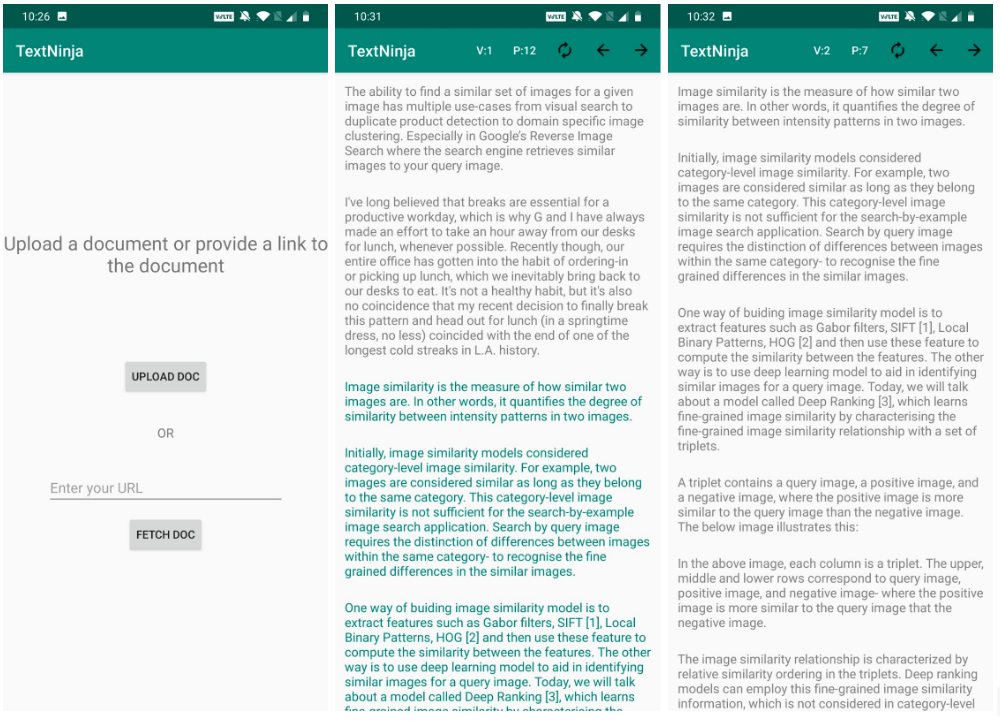 10:26
VoLTE
TextNinja
Upload a document or provide a link to
the document
UPLOAD DOC
OR
Enter your URL
FETCH DOC
10:31
VoLTE
TextNinja V:1 P:12
The ability to find a similar set of images for a given
image has multiple use-cases from visual search to
duplicate product detection to domain specific image
clustering. Especially in Google's Reverse Image
Search where the search engine retrieves similar
images to your query image.
I've long believed that breaks are essential for a
productive workday, which is why G and I have always
made an effort to take an hour away from our desks
for lunch, whenever possible. Recently though, our
entire office has gotten into the habit of ordering-in
or picking up lunch, which we inevitably bring back to
our desks to eat. It's not a healthy habit, but it's also
no coincidence that my recent decision to finally break
this pattern and head out for lunch (in a springtime
dress, no less) coincided with the end of one of the
longest cold streaks in L.A. history.
Image similarity is the measure of how similar two
images are. In other words, it quantifies the degree of
similarity between intensity patterns in two images.
Initially, image similarity models considered
category-level image similarity. For example, two
images are considered similar as long as they belong
to the same category. This category-level image
similarity is not sufficient for the search-by-example
image search application. Search by query image
requires the distinction of differences between images
within the same category- to recognise the fine
grained differences in the similar images.
One way of buiding image similarity model is to
extract features such as Gabor filters, SIFT [1], Local
Binary Patterns, HOG [2] and then use these feature to
compute the similarity between the features. The other
way is to use deep learning model to aid in identifying
similar images for a query image. Today, we will talk
about a model called Deep Ranking [3], which learns
fine-grained image similarity by characterising the
10:32
VoLTE
TextNinja V:2 P:7
Image similarity is the measure of how similar two
images are. In other words, it quantifies the degree of
similarity between intensity patterns in two images.
Initially, image similarity models considered
category-level image similarity. For example, two
images are considered similar as long as they belong
to the same category. This category-level image
similarity is not sufficient for the search-by-example
image search application. Search by query image
requires the distinction of differences between images
within the same category- to recognise the fine
grained differences in the similar images.
One way of buiding image similarity model is to
extract features such as Gabor filters, SIFT [1], Local
Binary Patterns, HOG [2] and then use these feature to
compute the similarity between the features. The other
way is to use deep learning model to aid in identifying
similar images for a query image. Today, we will talk
about a model called Deep Ranking [3], which learns
fine-grained image similarity by characterising the
fine-grained image similarity relationship with a set of
triplets.
A triplet contains a query image, a positive image, and
a negative image, where the positive image is more
similar to the query image than the negative image.
The below image illustrates this:
In the above image, each column is a triplet. The upper,
middle and lower rows correspond to query image,
positive image, and negative image- where the positive
image is more similar to the query image that the
negative image.
The image similarity relationship is characterized by
relative similarity ordering in the triplets. Deep ranking
models can employ this fine-grained image similarity
information, which is not considered in category-level